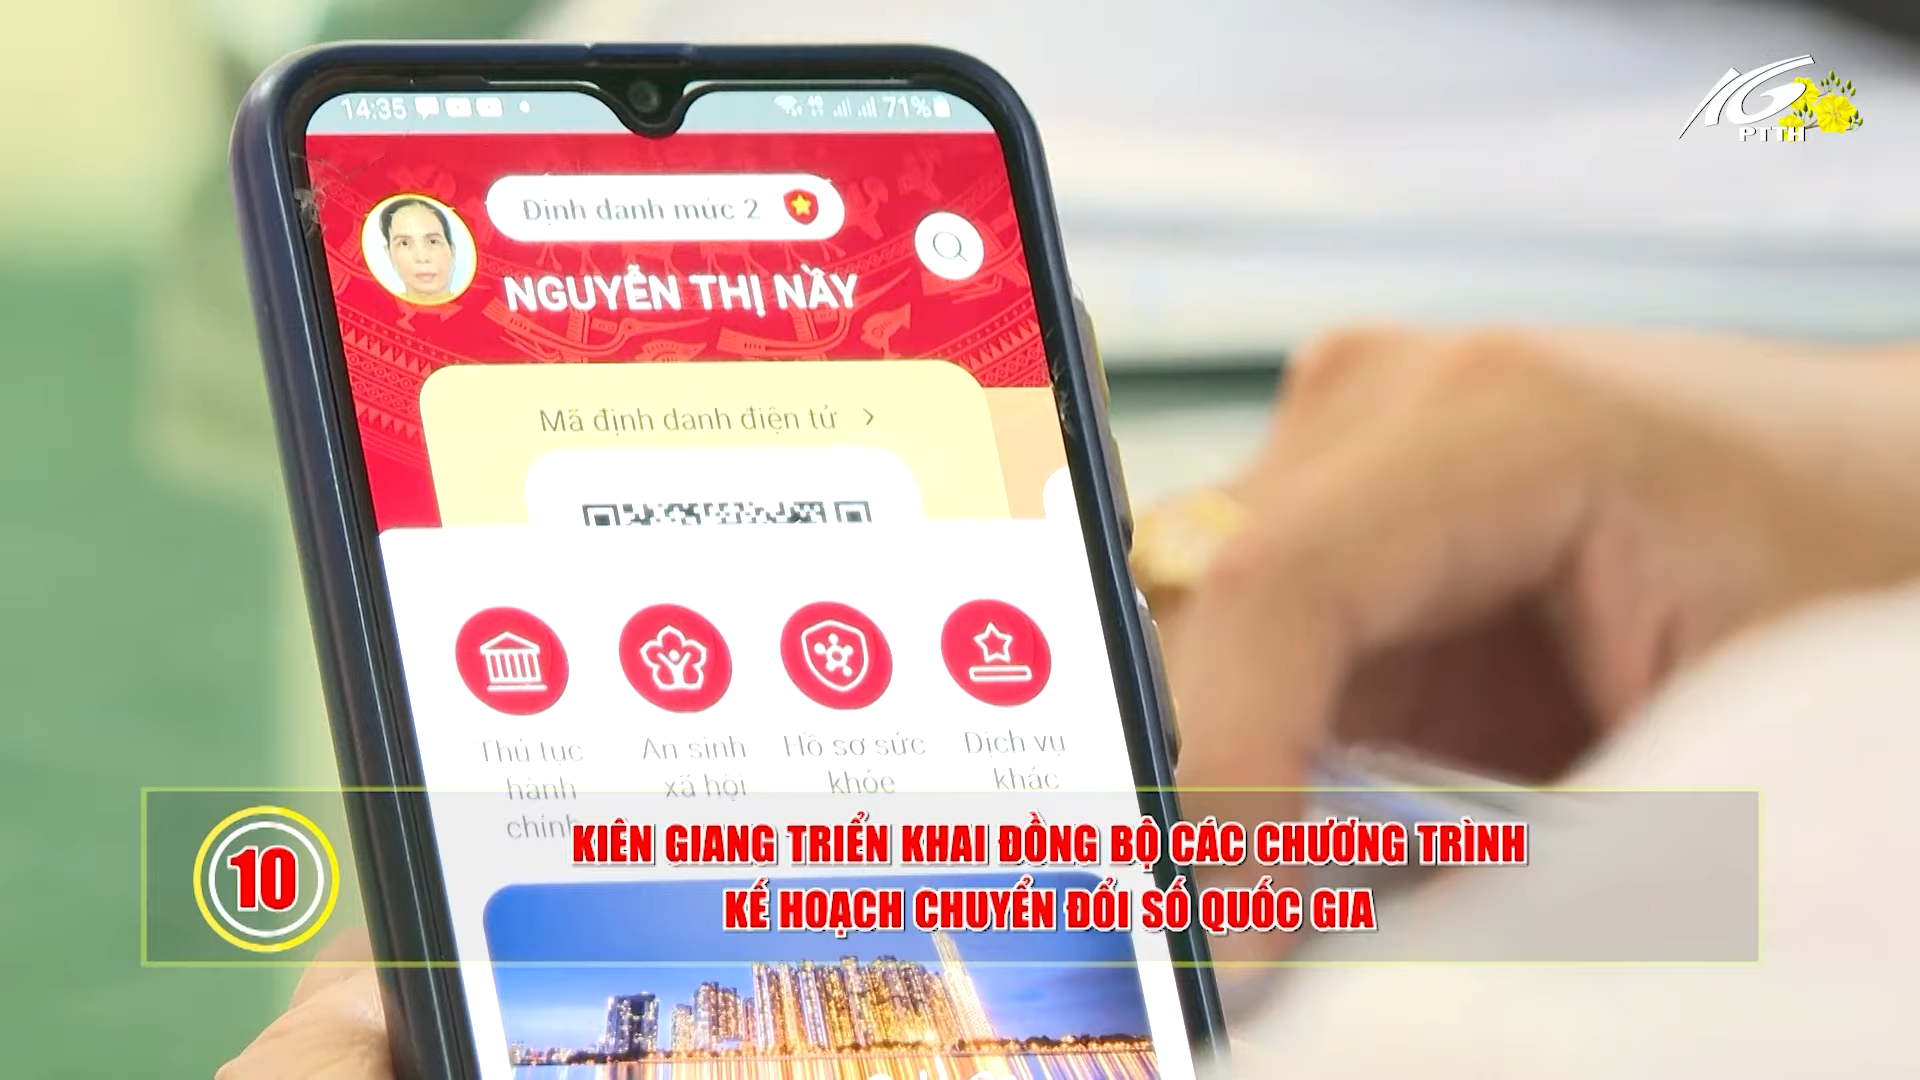 14:35
4G
71%
KG
PTTH
Định danh mức 2
NGUYỄN THỊ NẦY
Mã định danh điện tử >
Thủ tục hành chính
An sinh xã hội
Hồ sơ sức khỏe
Dịch vụ khác
10
KIÊN GIANG TRIỂN KHAI ĐỒNG BỘ CÁC CHƯƠNG TRÌNH
KẾ HOẠCH CHUYỂN ĐỔI SỐ QUỐC GIA